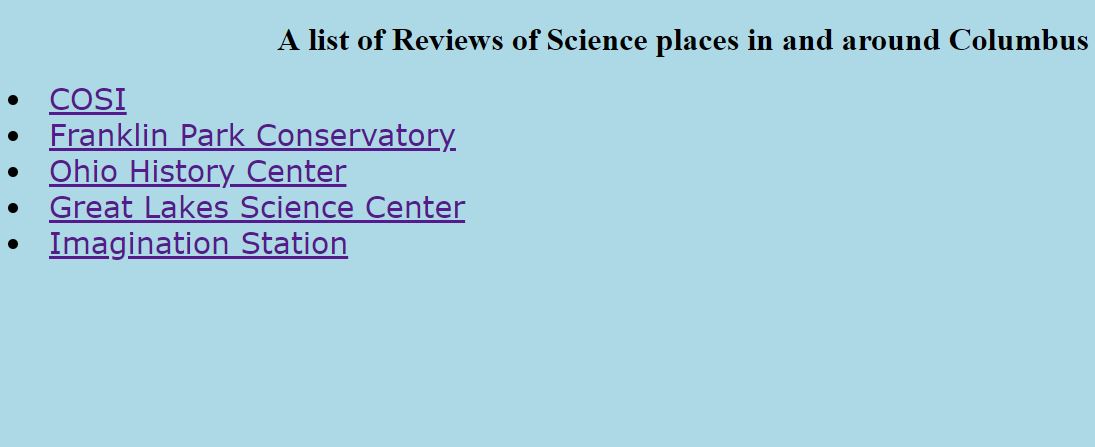 A list of Reviews of Science places in and around Columbus
COSI
Franklin Park Conservatory
Ohio History Center
Great Lakes Science Center
Imagination Station